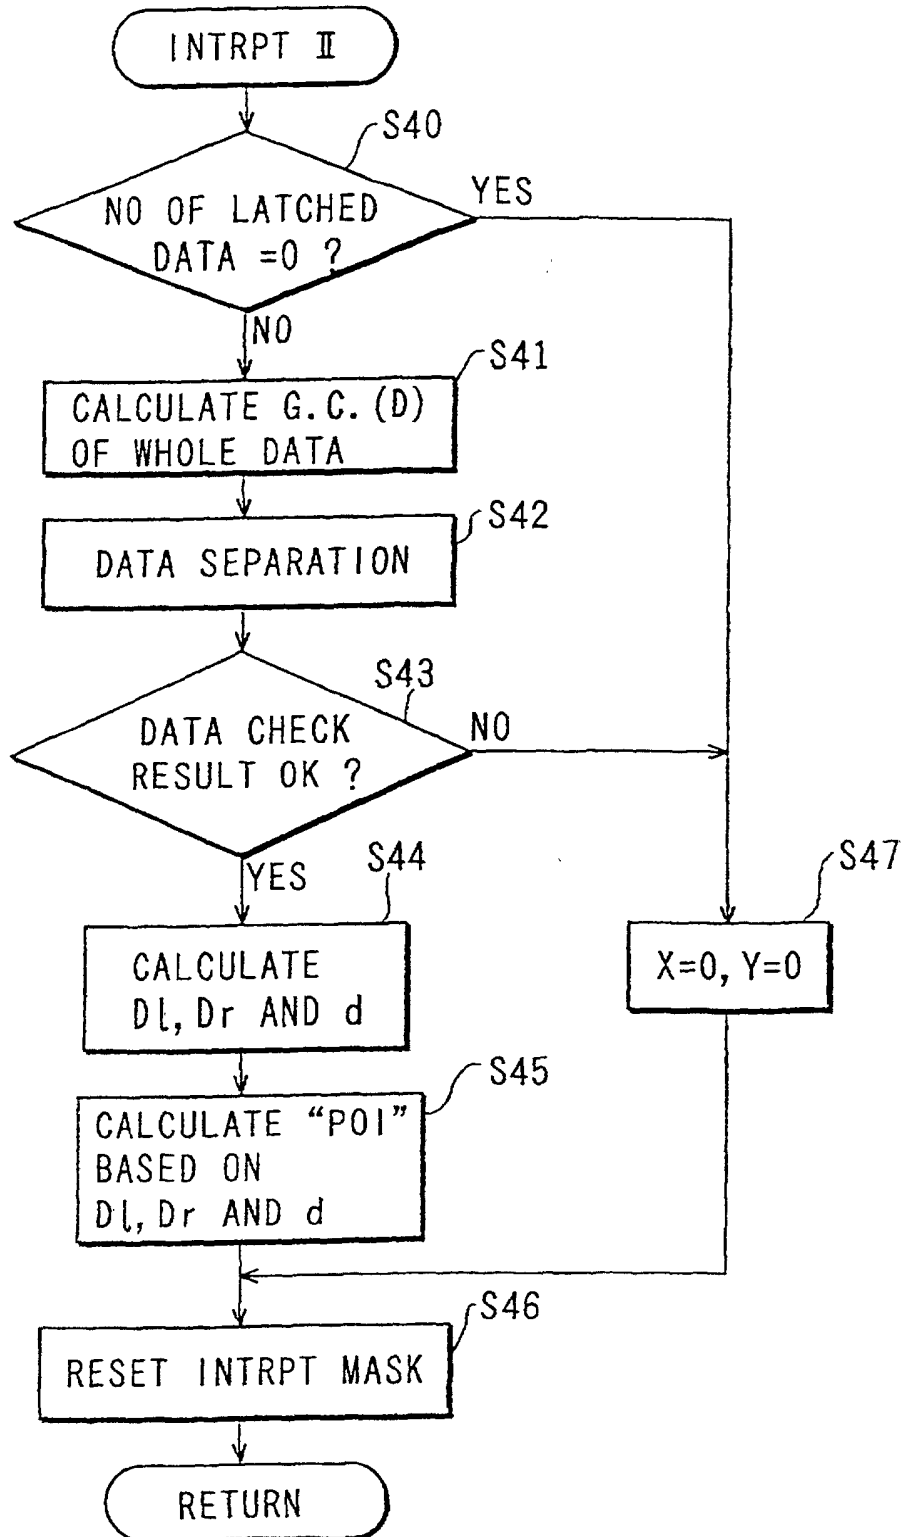 INTRPT II
S40
NO OF LATCHED
DATA =0 ?
YES
NO
S41
CALCULATE G.C.(D)
OF WHOLE DATA
S42
DATA SEPARATION
S43
DATA CHECK
RESULT OK ?
NO
YES
S44
CALCULATE
Dl, Dr AND d
S47
X=0, Y=0
S45
CALCULATE “POI”
BASED ON
Dl, Dr AND d
S46
RESET INTRPT MASK
RETURN